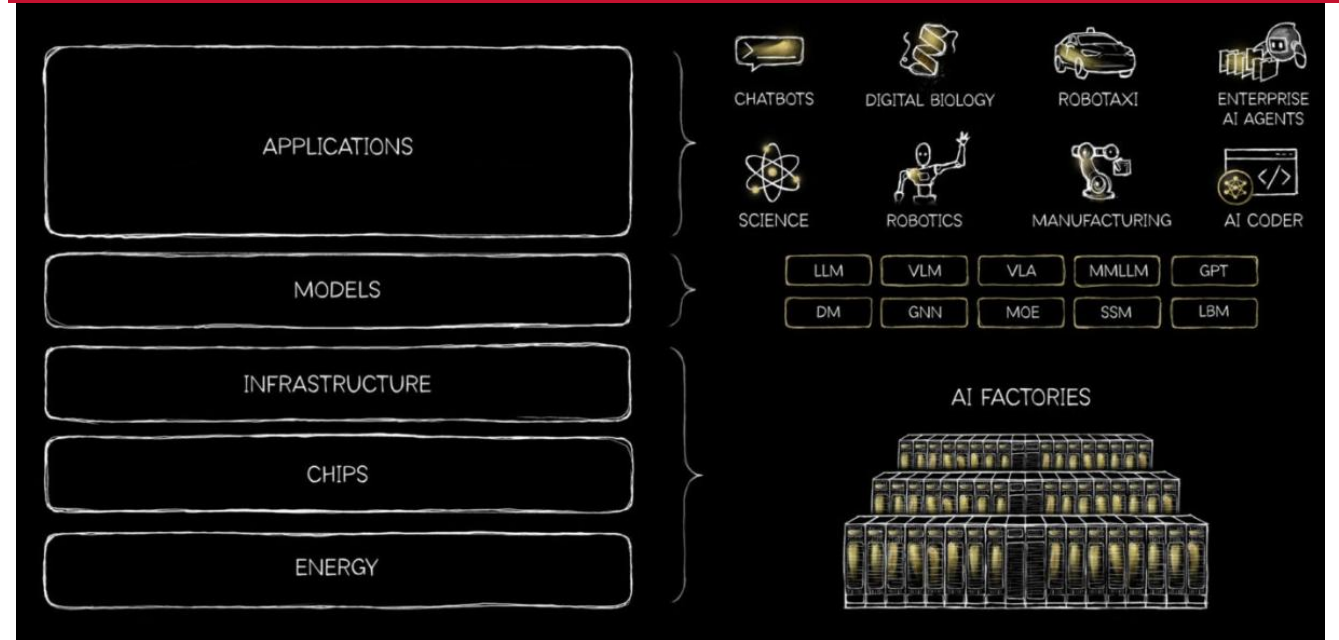 APPLICATIONS
MODELS
INFRASTRUCTURE
CHIPS
ENERGY
CHATBOTS
DIGITAL BIOLOGY
ROBOTAXI
ENTERPRISE
AI AGENTS
SCIENCE
ROBOTICS
MANUFACTURING
AI CODER
LLM
VLM
VLA
MMLLM
GPT
DM
GNN
MOE
SSM
LBM
AI FACTORIES